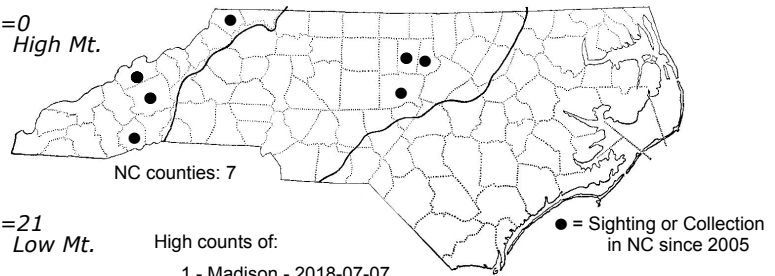 =0
High Mt.
NC counties: 7
=21
Low Mt.
High counts of:
1 - Madison - 2018-07-07
● = Sighting or Collection
in NC since 2005